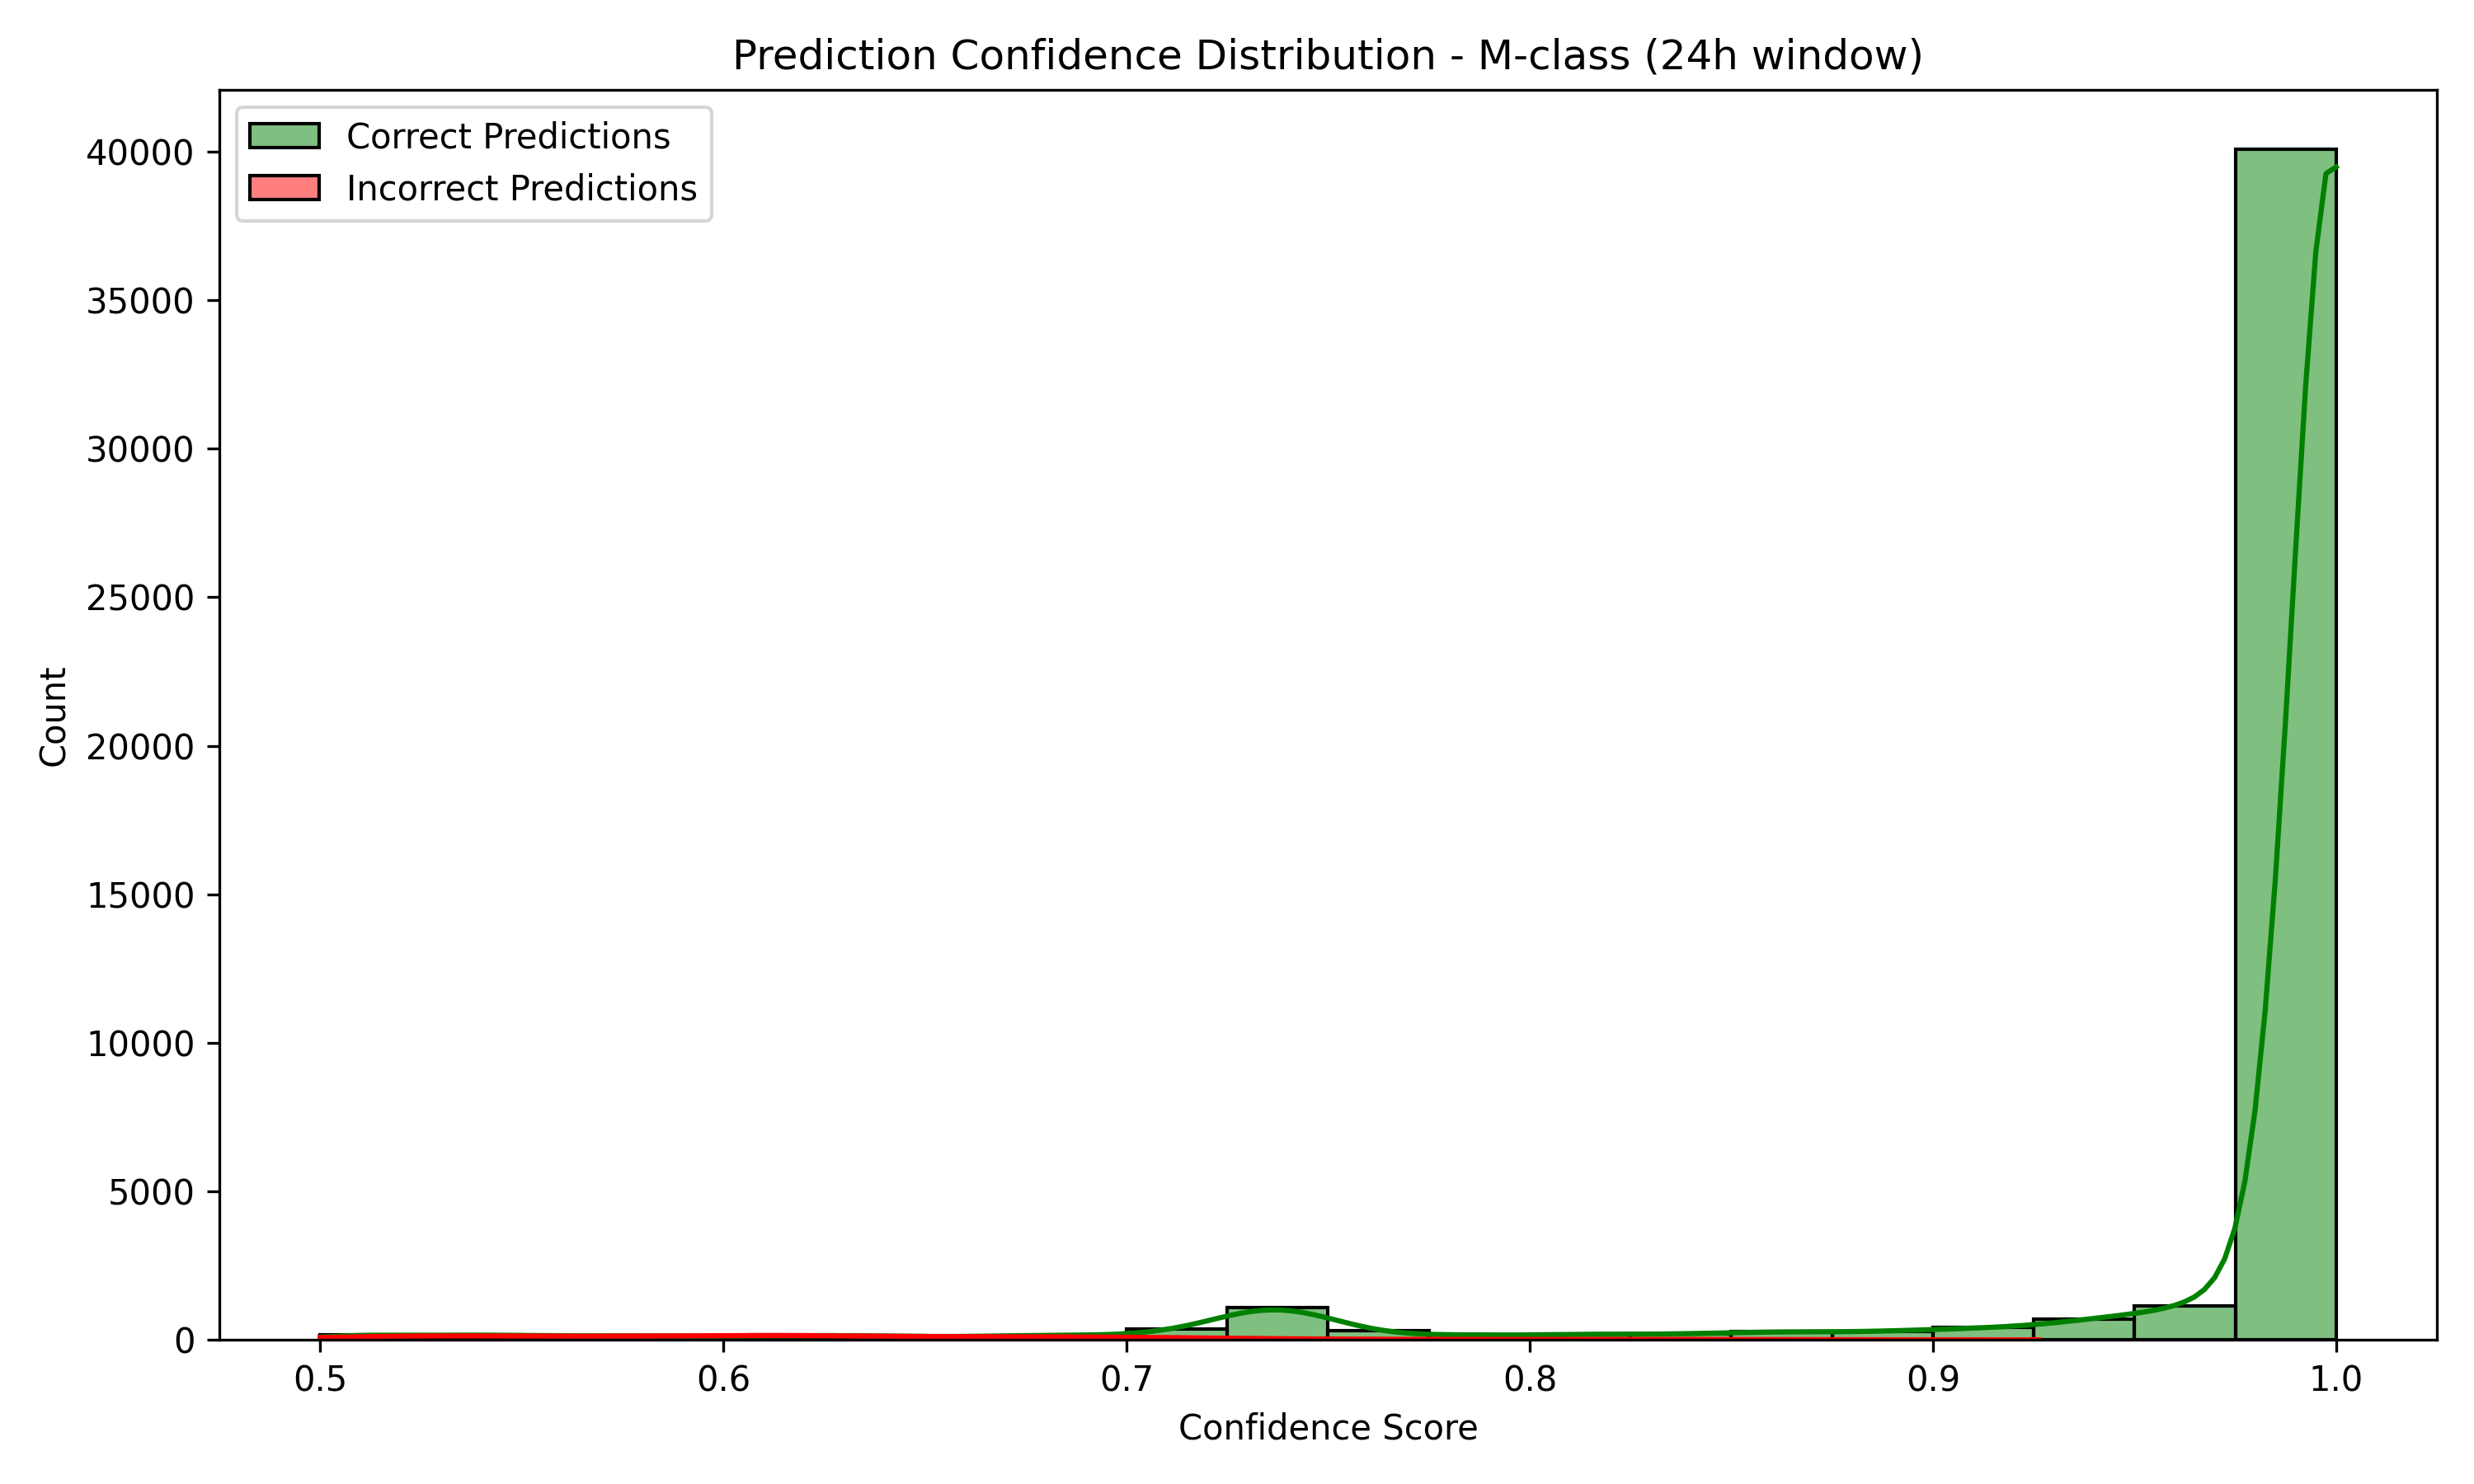 Prediction Confidence Distribution - M-class (24h window)
Correct Predictions
Incorrect Predictions
Count
40000
35000
30000
25000
20000
15000
10000
5000
0
0.5 0.6 0.7 0.8 0.9 1.0
Confidence Score